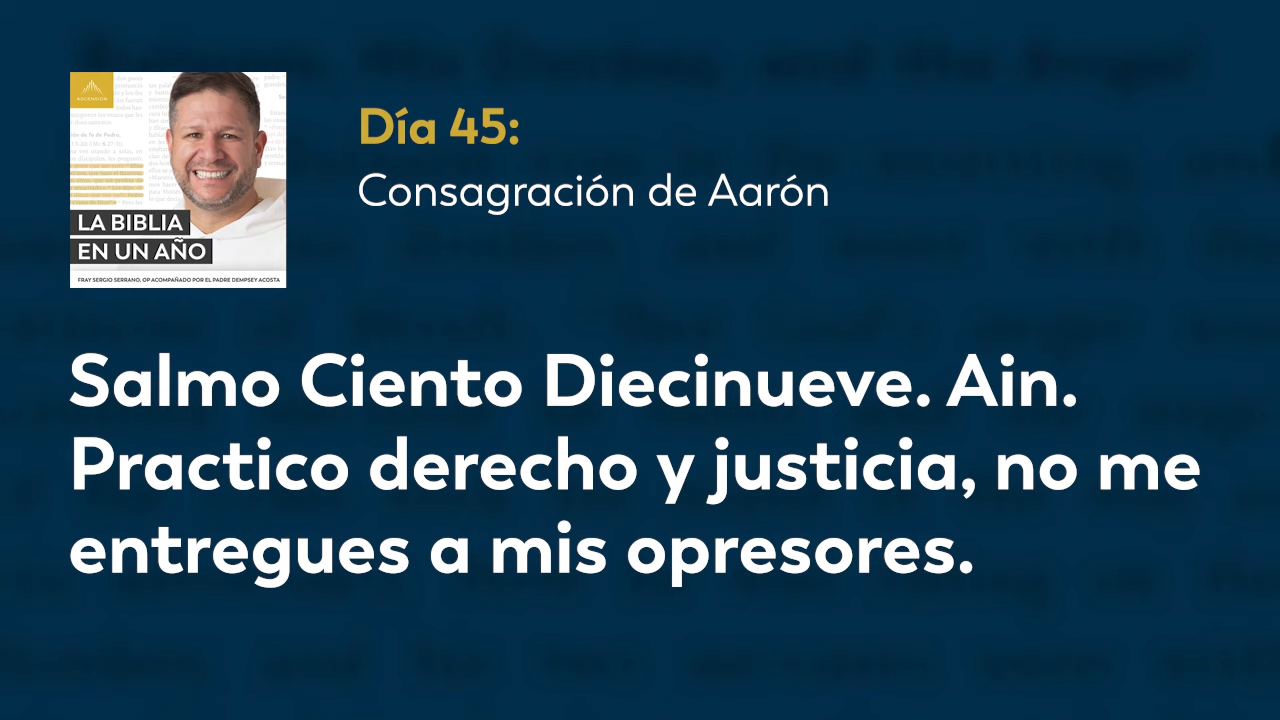 ASCENSION
LA BIBLIA
EN UN AÑO
FRAY SERGIO SERRANO, OP ACOMPAÑADO POR EL PADRE DEMPSEY ACOSTA
Día 45:
Consagración de Aarón
Salmo Ciento Diecinueve. Ain.
Practico derecho y justicia, no me
entregues a mis opresores.